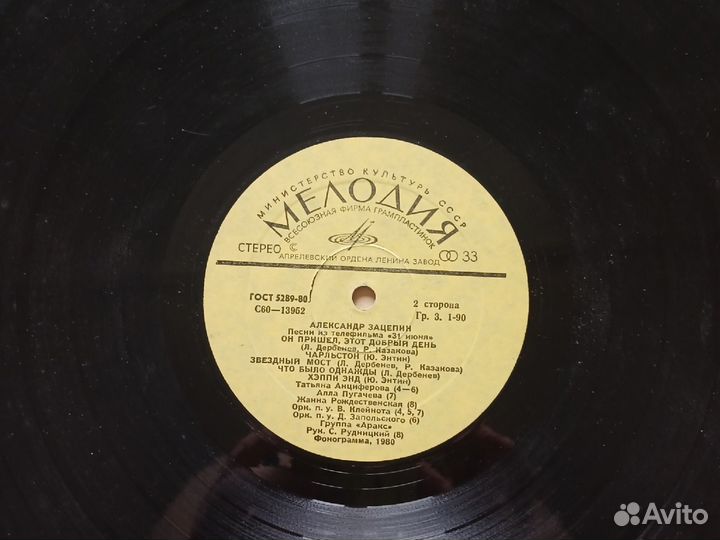 МИНИСТЕРСТВО КУЛЬТУРЫ СССР
МЕЛОДИЯ
ВСЕСОЮЗНАЯ ФИРМА ГРАМПЛАСТИНОК
СТЕРЕО
33
АПРЕЛЕВСКИЙ ОРДЕНА ЛЕНИНА ЗАВОД
ГОСТ 5289-80
С60—13962
2 сторона
Гр. 3. 1-90
АЛЕКСАНДР ЗАЦЕПИН
Песни из телефильма «31 июня»
ОН ПРИШЕЛ, ЭТОТ ДОБРЫЙ ДЕНЬ
(Л. Дербенев, Р. Казакова)
ЧАРЛЬСТОН (Ю. Энтин)
ЗВЕЗДНЫЙ МОСТ (Л. Дербенев, Р. Казакова)
ЧТО БЫЛО ОДНАЖДЫ (Л. Дербенев)
ХЭППИ ЭНД (Ю. Энтин)
Татьяна Анциферова (4—6)
Алла Пугачева (7)
Жанна Рождественская (8)
Орк. п. у. В. Клейнота (4, 5, 7)
Орк. п. у. Д. Запольского (6)
Группа «Аракс»
Рук. С. Рудницкий (8)
Фонограмма, 1980
Avito